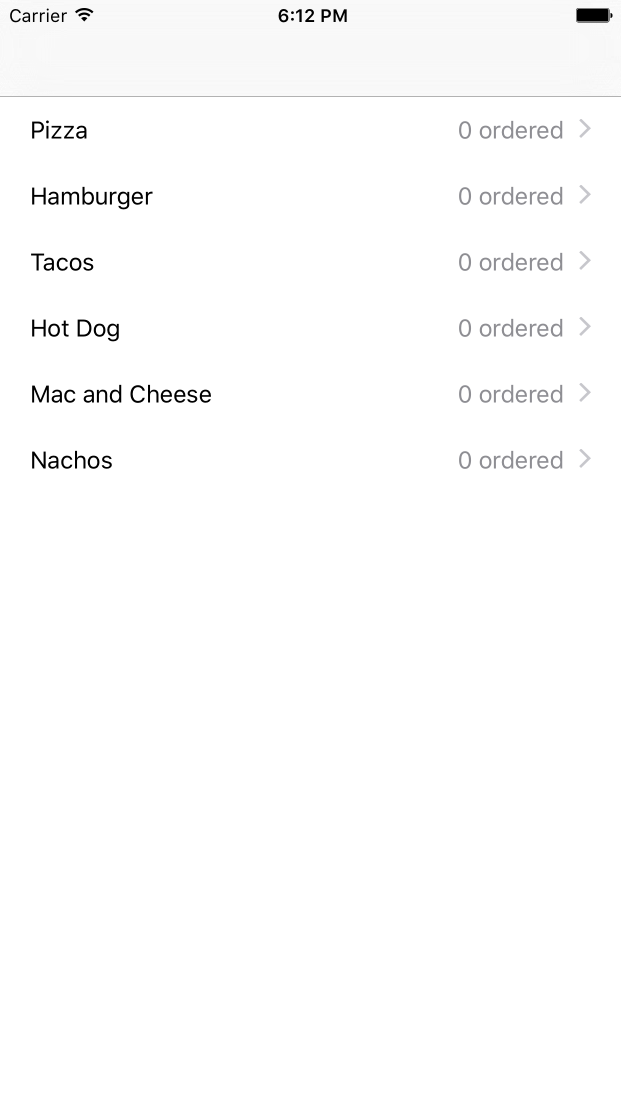 Carrier 6:12 PM
Pizza 0 ordered
Hamburger 0 ordered
Tacos 0 ordered
Hot Dog 0 ordered
Mac and Cheese 0 ordered
Nachos 0 ordered